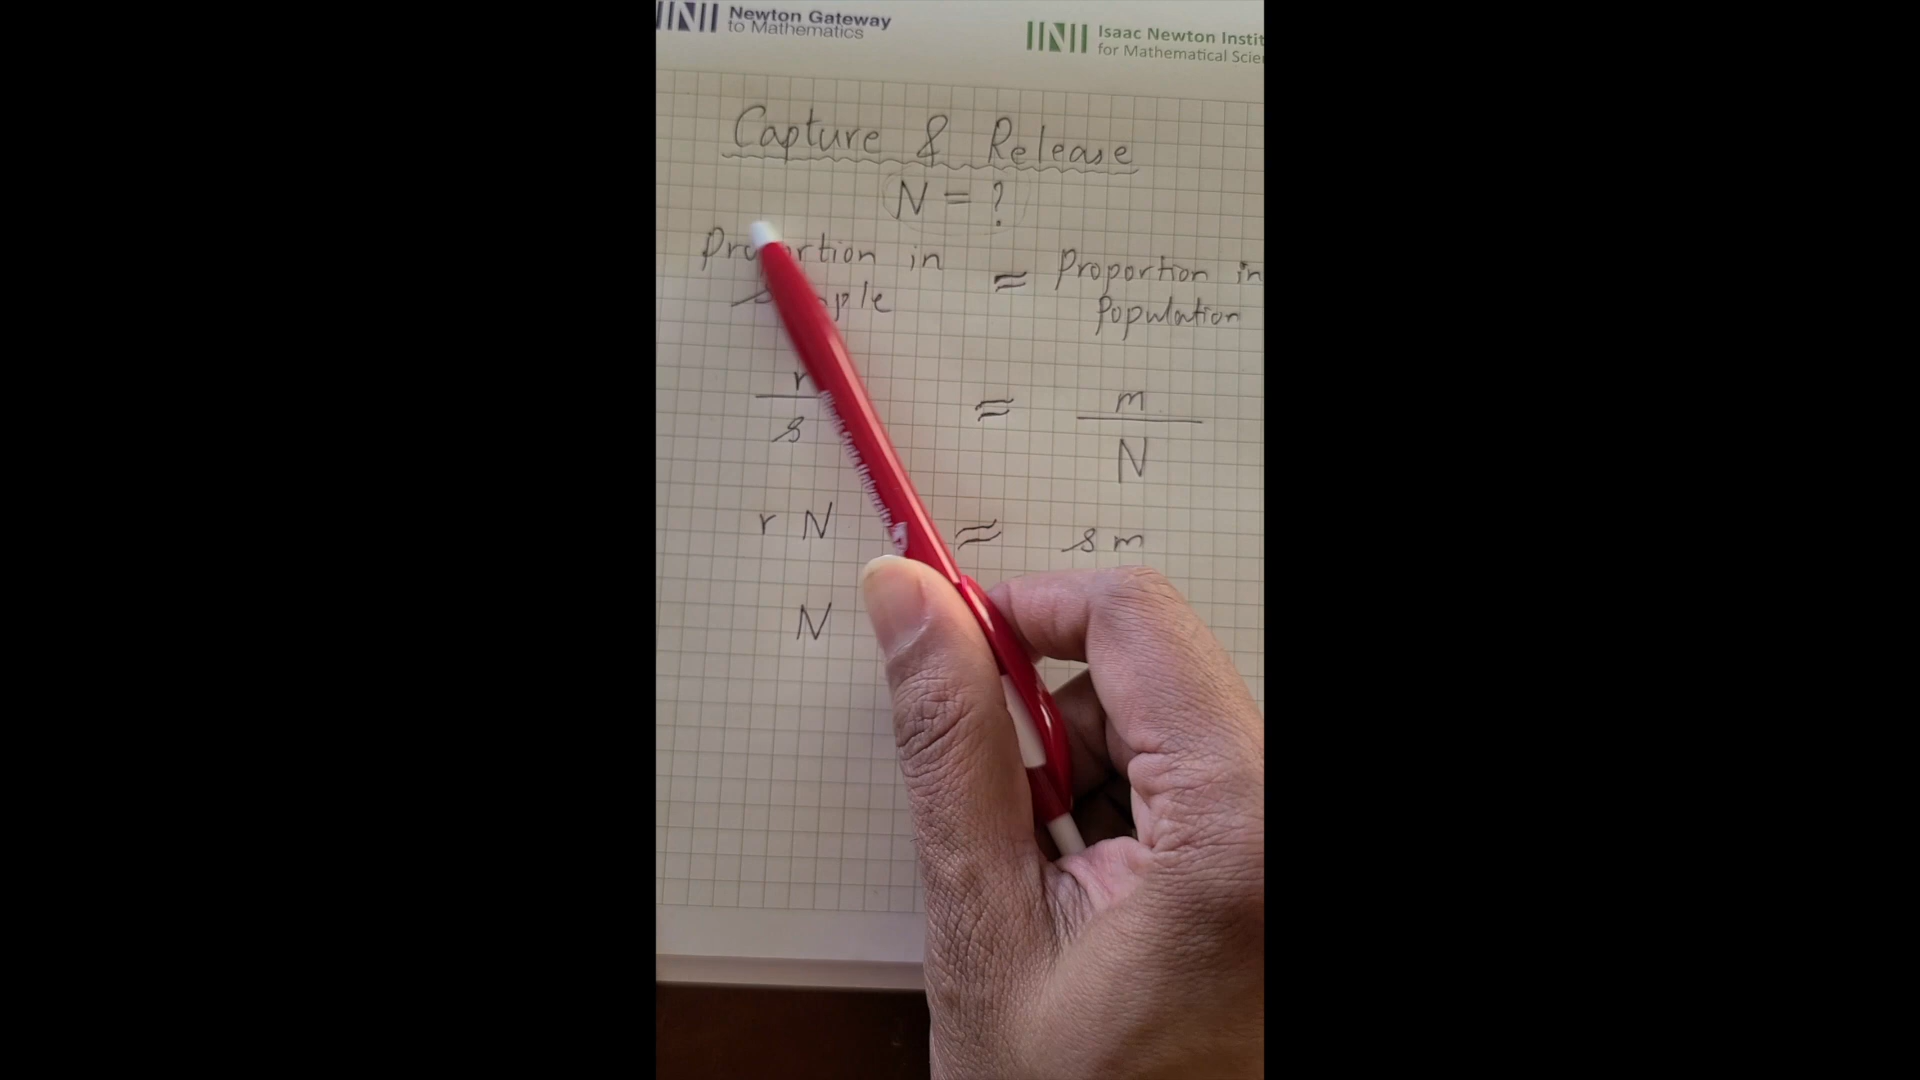 Newton Gateway
to Mathematics
Isaac Newton Instit
for Mathematical Scie
Capture & Release
N = ?
in = Proportion in
Population
r m
s ≈ N
r N ≈ s m
N